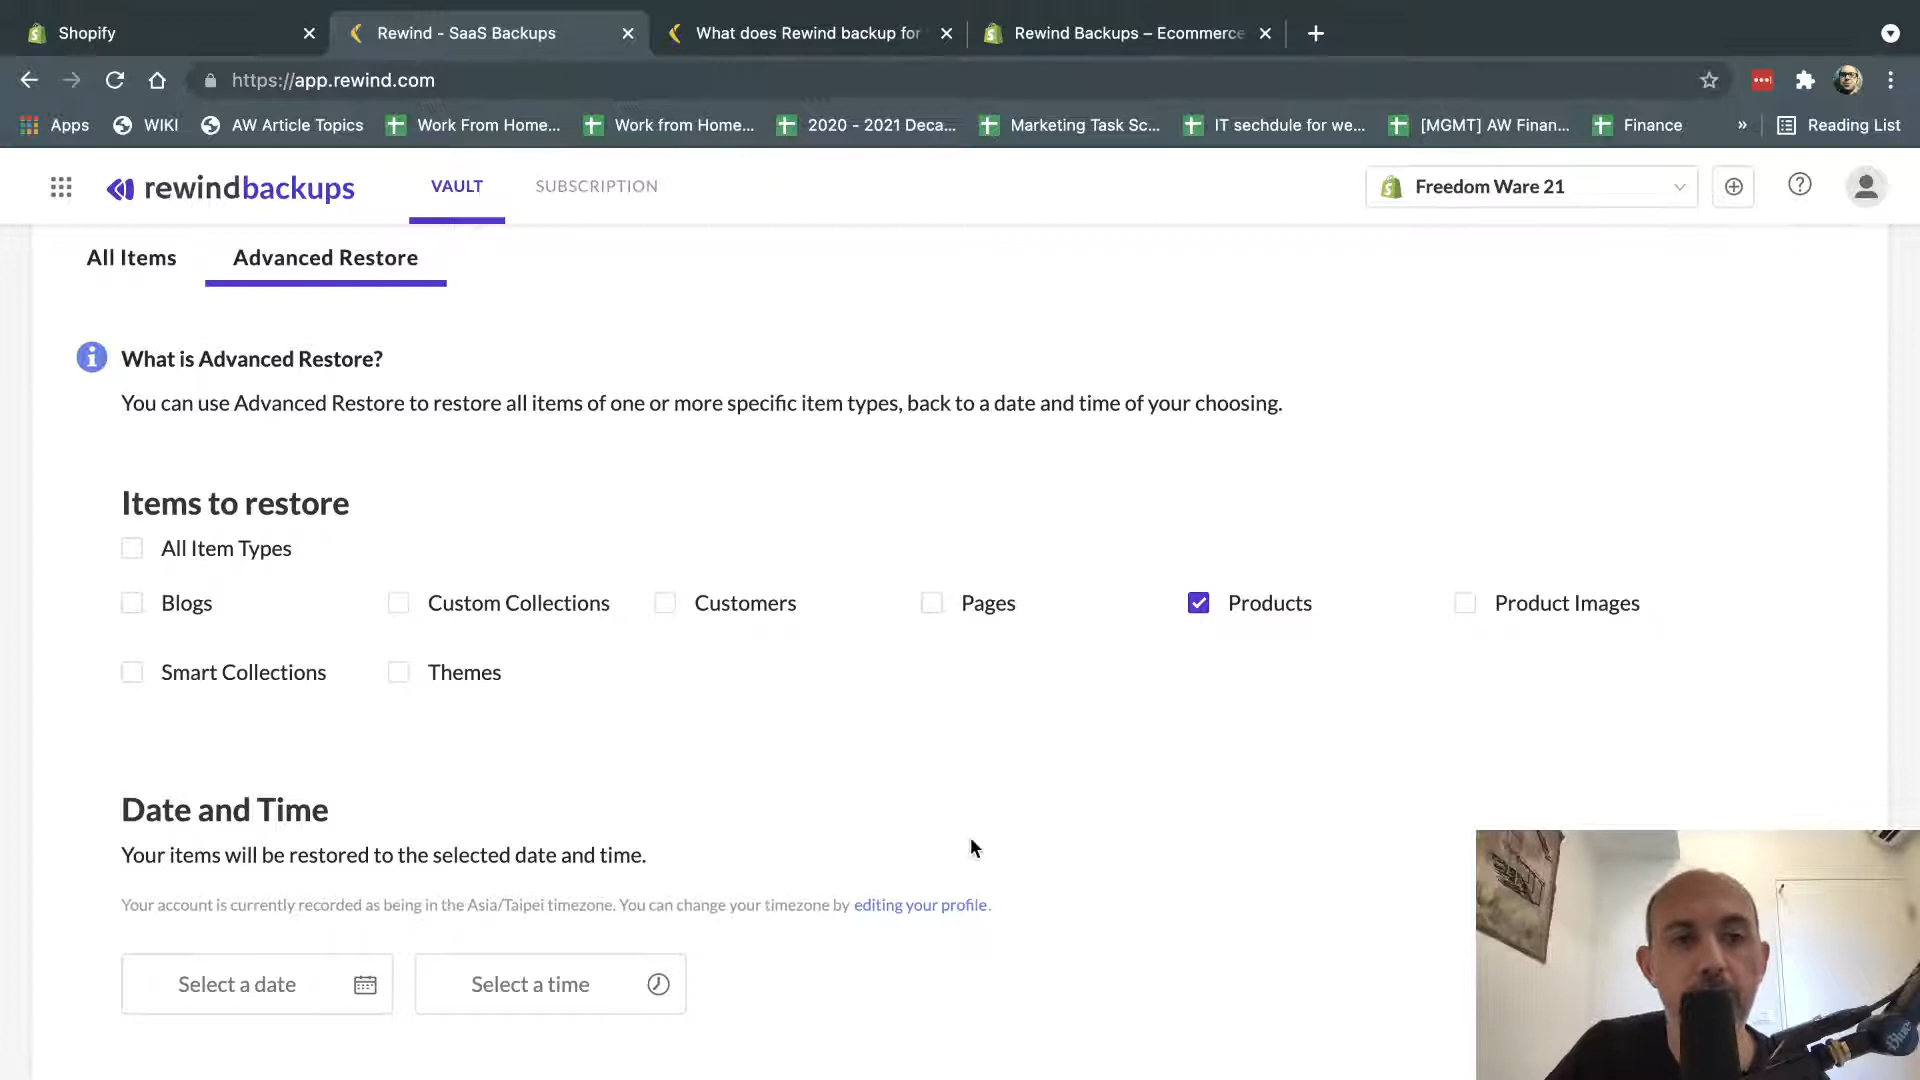 Shopify
Rewind - SaaS Backups
What does Rewind backup for
Rewind Backups – Ecommerce
https://app.rewind.com
Apps
WIKI
AW Article Topics
Work From Home...
Work from Home...
2020 - 2021 Deca...
Marketing Task Sc...
IT sechdule for we...
[MGMT] AW Finan...
Finance
»
Reading List
rewindbackups
VAULT
SUBSCRIPTION
Freedom Ware 21
All Items
Advanced Restore
What is Advanced Restore?
You can use Advanced Restore to restore all items of one or more specific item types, back to a date and time of your choosing.
Items to restore
All Item Types
Blogs
Custom Collections
Customers
Pages
Products
Product Images
Smart Collections
Themes
Date and Time
Your items will be restored to the selected date and time.
Your account is currently recorded as being in the Asia/Taipei timezone. You can change your timezone by editing your profile.
Select a date
Select a time
Blue